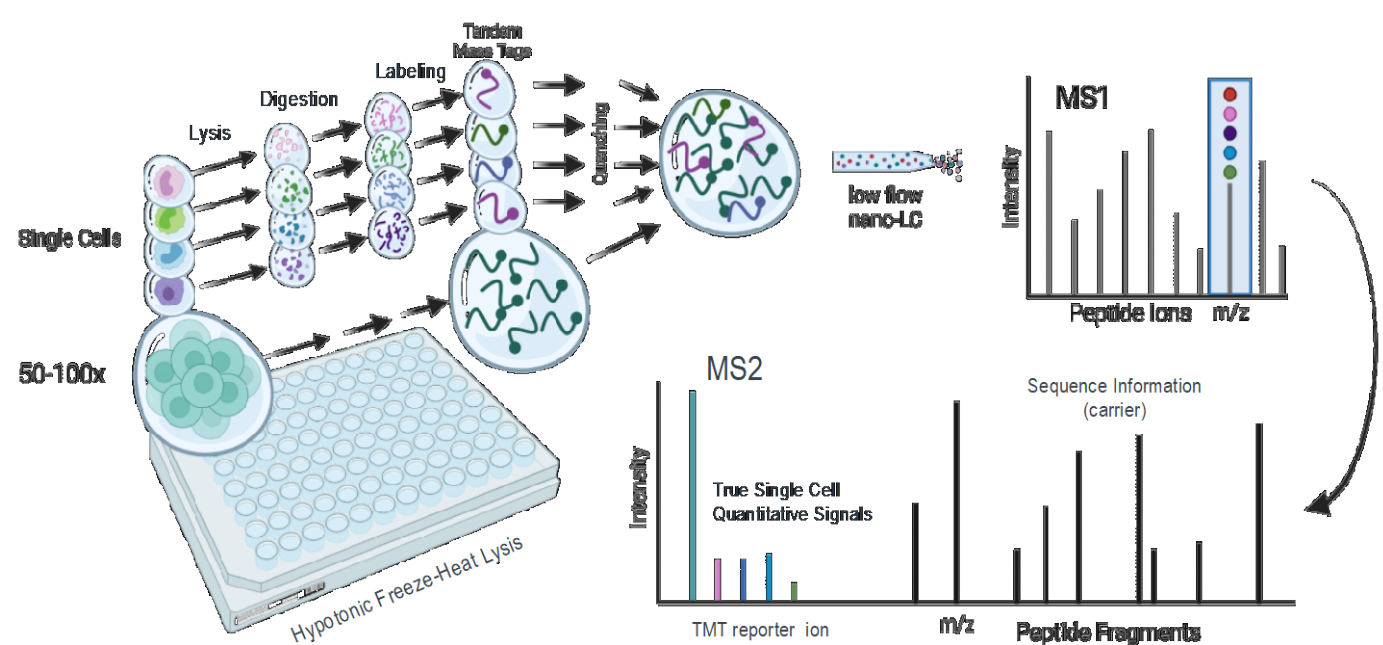 Tandem
Mass Tags
Labeling
Digestion
Lysis
Quenching
Single Cells
50-100x
Hypotonic Freeze-Heat Lysis
low flow
nano-LC
MS1
Intensity
Peptide Ions m/z
MS2
Sequence Information
(carrier)
Intensity
True Single Cell
Quantitative Signals
TMT reporter ion
m/z
Peptide Fragments